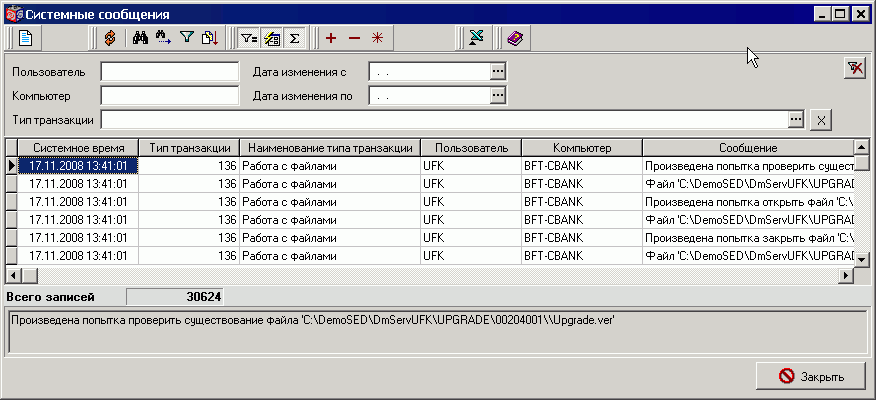 Системные сообщения
Σ
Пользователь Дата изменения с . . ...
Компьютер Дата изменения по . . ...
Тип транзакции ... X
Системное время Тип транзакции Наименование типа транзакции Пользователь Компьютер Сообщение
17.11.2008 13:41:01 136 Работа с файлами UFK BFT-CBANK Произведена попытка проверить сущест
17.11.2008 13:41:01 136 Работа с файлами UFK BFT-CBANK Файл 'C:\DemoSED\DmServUFK\UPGRAD
17.11.2008 13:41:01 136 Работа с файлами UFK BFT-CBANK Произведена попытка открыть файл 'C:\
17.11.2008 13:41:01 136 Работа с файлами UFK BFT-CBANK Файл 'C:\DemoSED\DmServUFK\UPGRAD
17.11.2008 13:41:01 136 Работа с файлами UFK BFT-CBANK Произведена попытка закрыть файл 'C:\
17.11.2008 13:41:01 136 Работа с файлами UFK BFT-CBANK Файл 'C:\DemoSED\DmServUFK\UPGRAD
Всего записей 30624
Произведена попытка проверить существование файла 'C:\DemoSED\DmServUFK\UPGRADE\00204001\\Upgrade.ver'
Закрыть